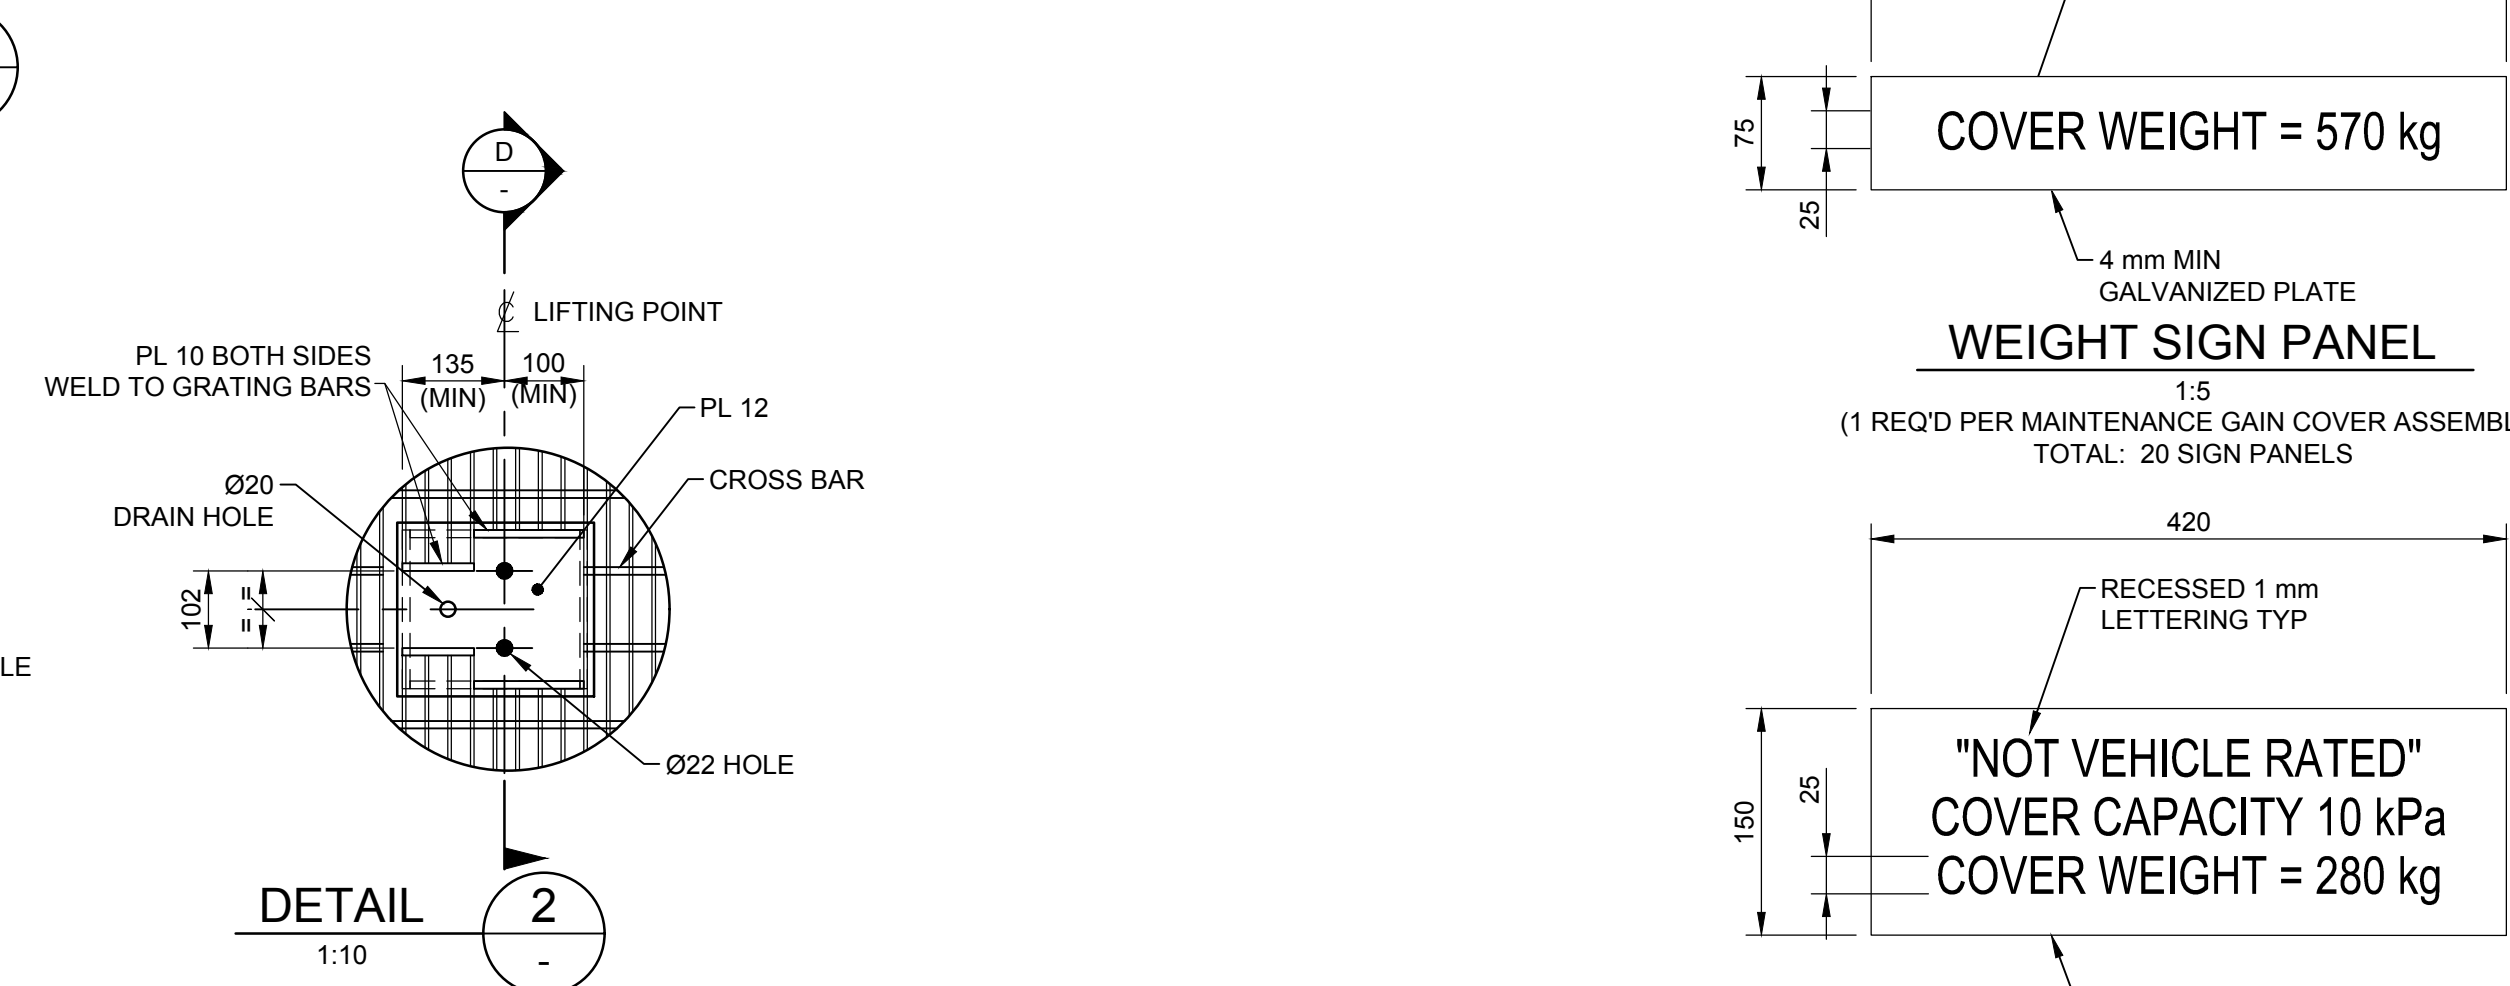 D
-
℄ LIFTING POINT
PL 10 BOTH SIDES
WELD TO GRATING BARS
135
(MIN)
100
(MIN)
PL 12
CROSS BAR
Ø20
DRAIN HOLE
102
=
=
LE
Ø22 HOLE
DETAIL
1:10
2
-
75
25
COVER WEIGHT = 570 kg
4 mm MIN
GALVANIZED PLATE
WEIGHT SIGN PANEL
1:5
(1 REQ'D PER MAINTENANCE GAIN COVER ASSEMBL
TOTAL: 20 SIGN PANELS
420
RECESSED 1 mm
LETTERING TYP
150
25
"NOT VEHICLE RATED"
COVER CAPACITY 10 kPa
COVER WEIGHT = 280 kg